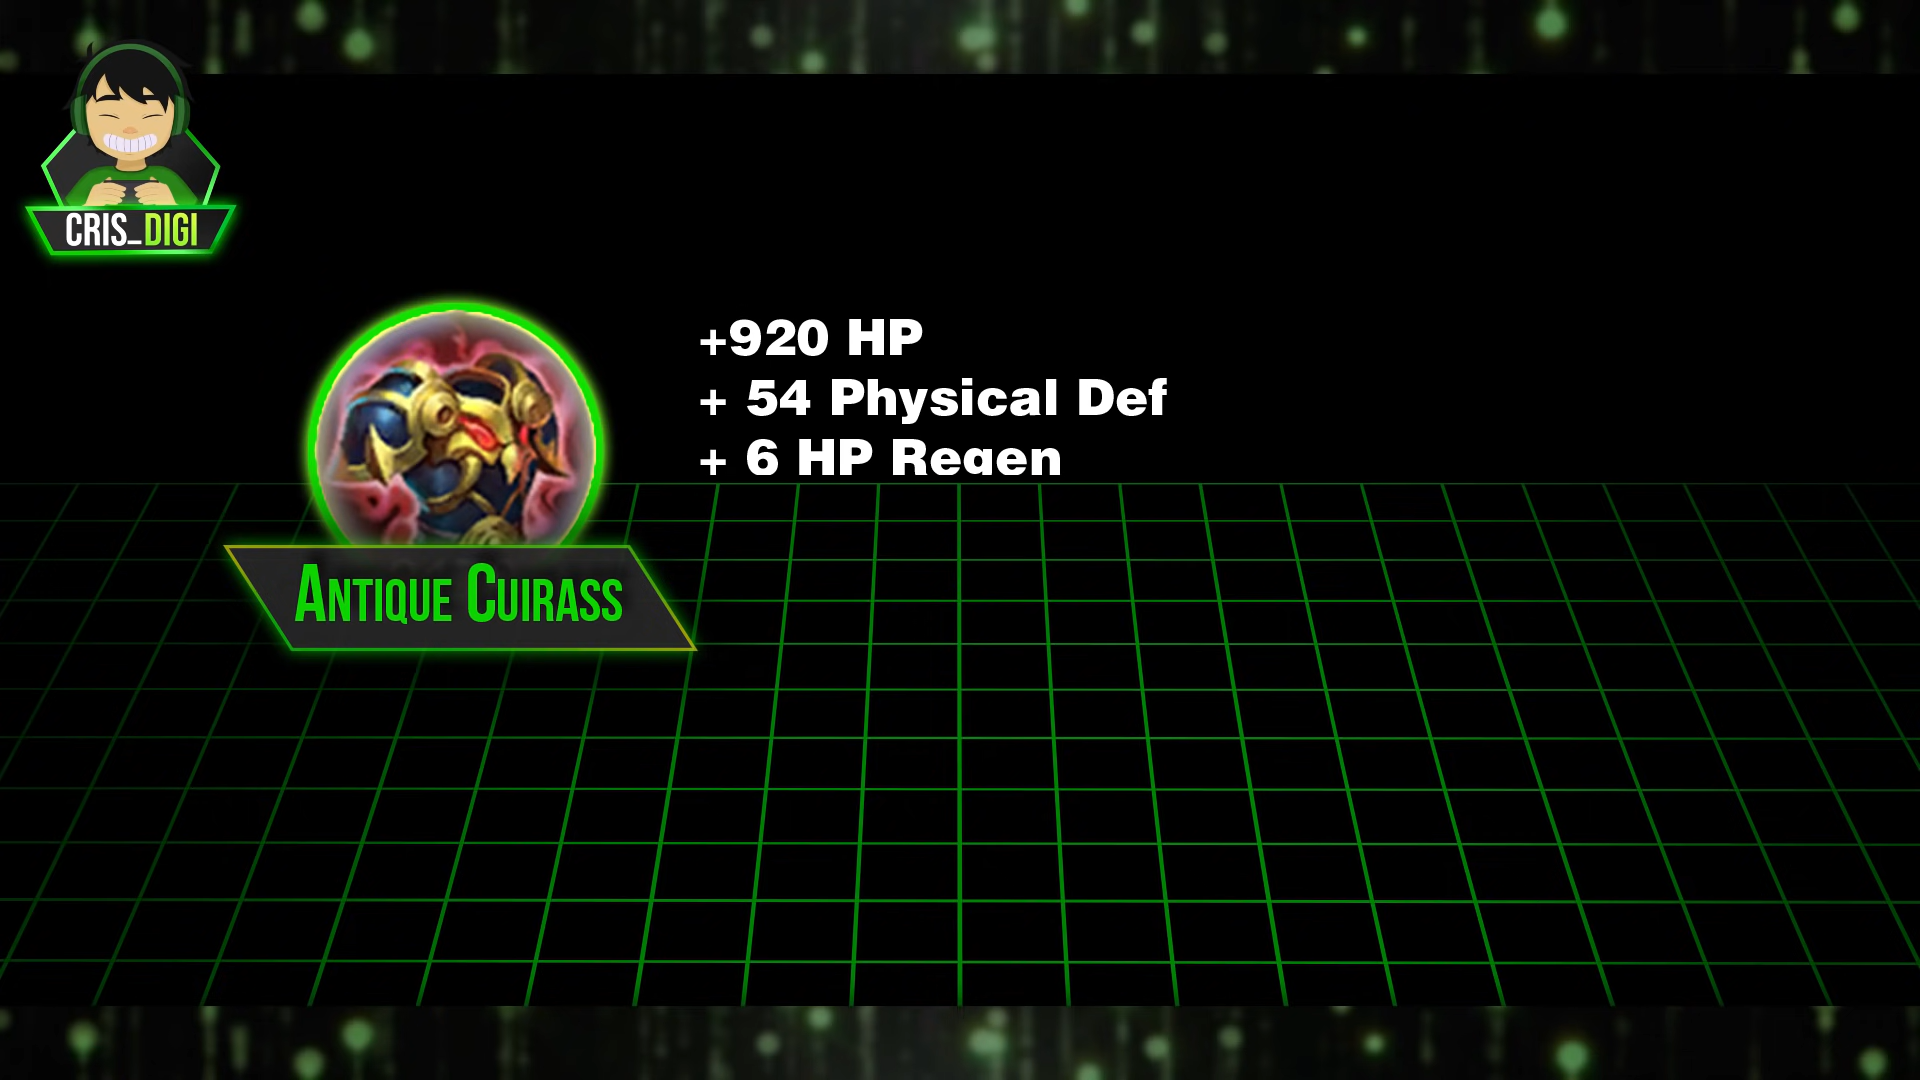 CRIS_DIGI
+920 HP
+ 54 Physical Def
+ 6 HP Regen
Antique Cuirass